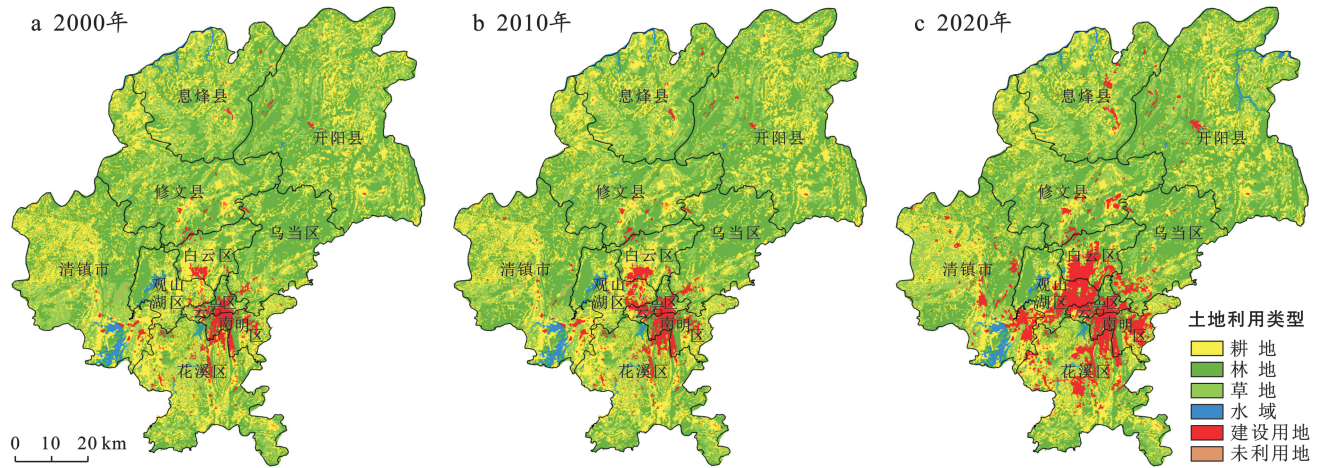 a 2000年
息烽县
开阳县
修文县
乌当区
白云区
清镇市
观山
湖区
云岩区
南明
区
花溪区
0 10 20 km
b 2010年
息烽县
开阳县
修文县
乌当区
白云区
清镇市
观山
湖区
云岩区
南明
区
花溪区
c 2020年
息烽县
开阳县
修文县
乌当区
白云区
清镇市
观山
湖区
云岩区
南明
区
花溪区
土地利用类型
耕地
林地
草地
水域
建设用地
未利用地